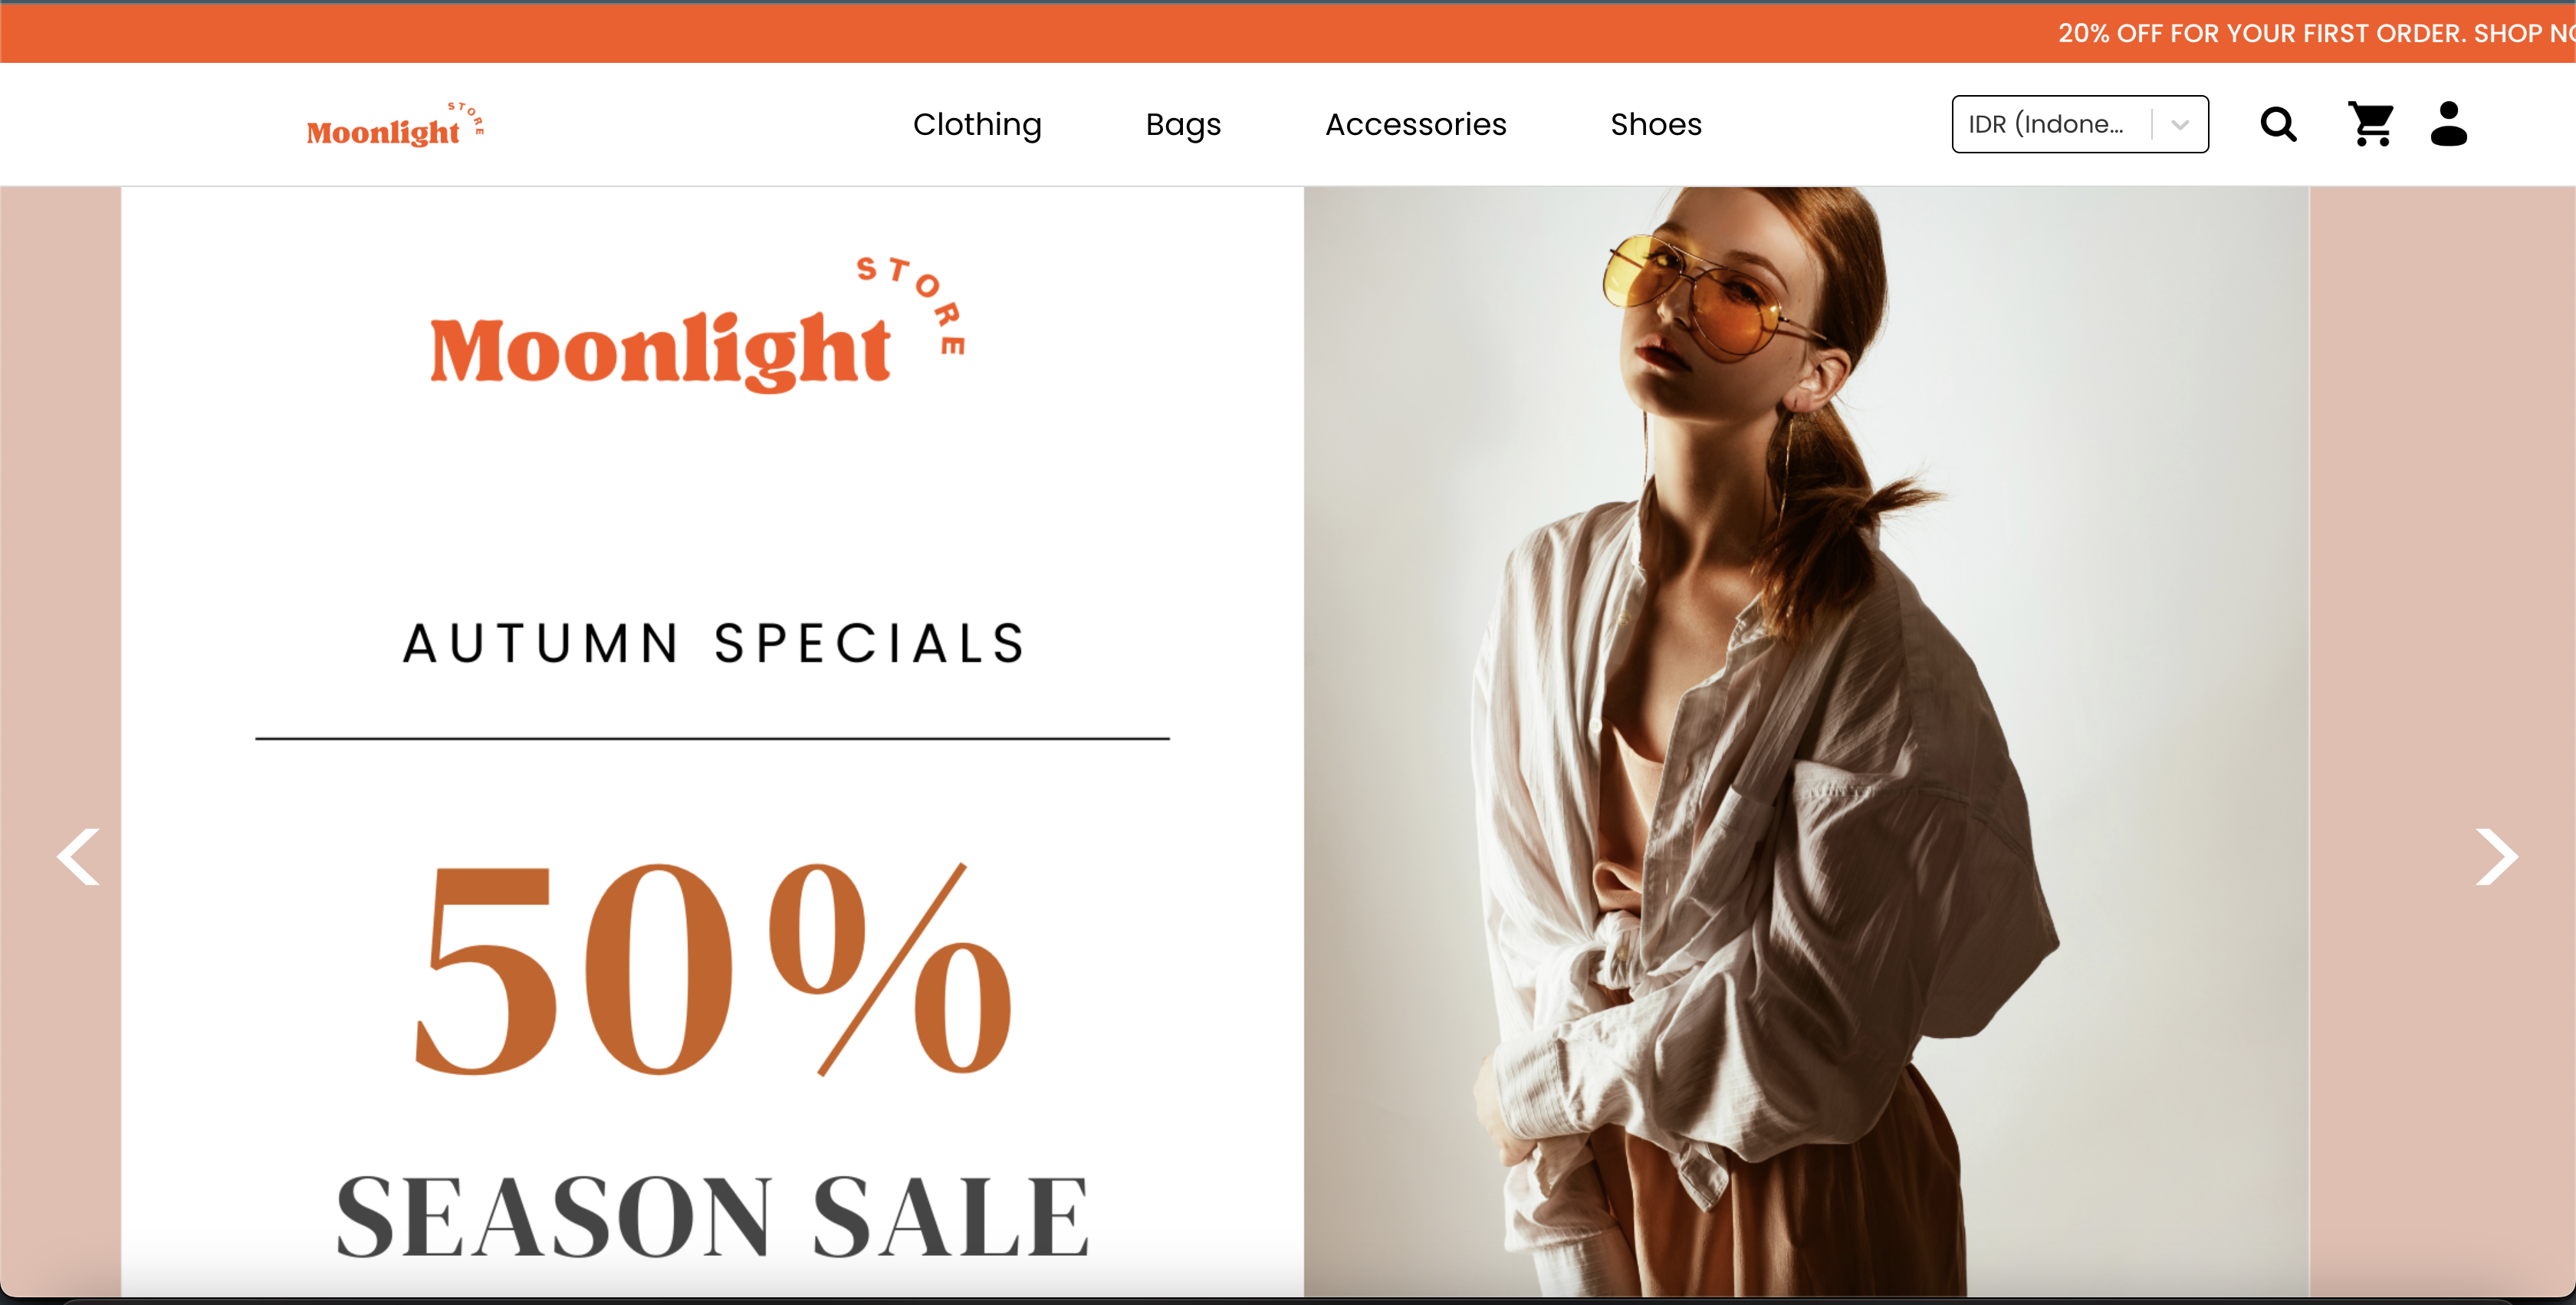 20% OFF FOR YOUR FIRST ORDER. SHOP
Moonlight STORE
Clothing Bags Accessories Shoes IDR (Indone...
STORE
Moonlight
AUTUMN SPECIALS
50%
SEASON SALE